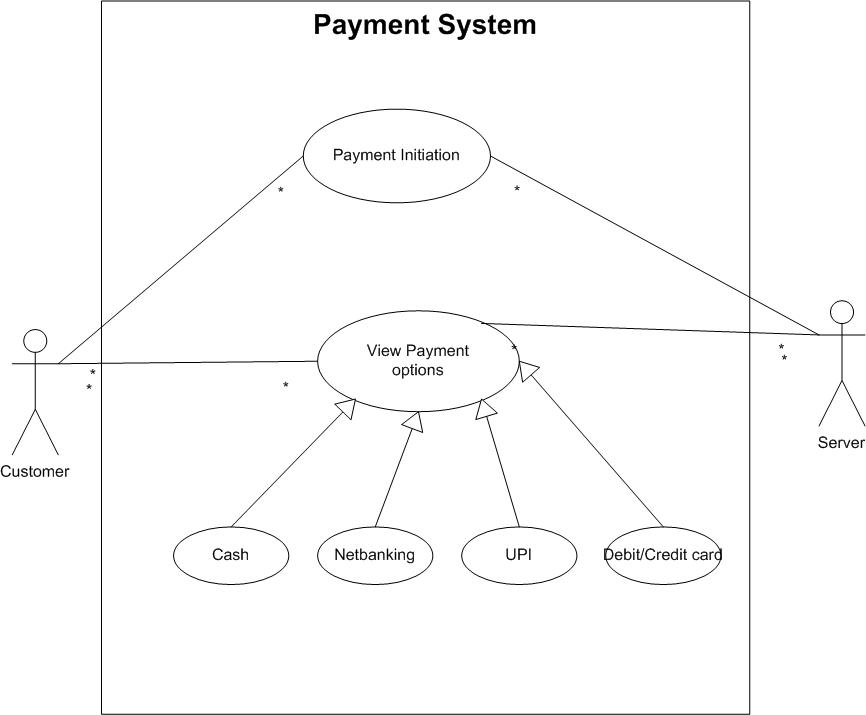 Payment System
Payment Initiation
*
*
View Payment
options
*
*
*
*
*
*
Customer
Server
Cash
Netbanking
UPI
Debit/Credit card